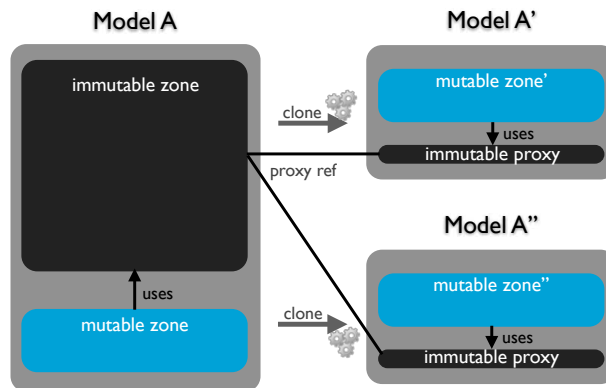 Model A
immutable zone
uses
mutable zone
clone
proxy ref
clone
Model A'
mutable zone'
uses
immutable proxy
Model A''
mutable zone''
uses
immutable proxy